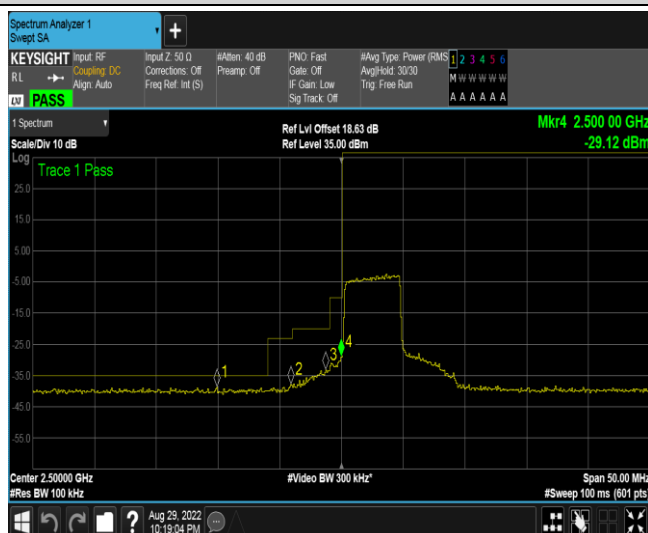 Spectrum Analyzer 1
Swept SA
+
KEYSIGHT
RL
LXI
PASS
Input: RF
Coupling: DC
Align: Auto
Input Z: 50 Ω
Corrections: Off
Freq Ref: Int (S)
#Atten: 40 dB
Preamp: Off
PNO: Fast
Gate: Off
IF Gain: Low
Sig Track: Off
#Avg Type: Power (RMS
Avg|Hold: 30/30
Trig: Free Run
1 2 3 4 5 6
M W W W W W
A A A A A A
1 Spectrum
Scale/Div 10 dB
Ref Lvl Offset 18.63 dB
Ref Level 35.00 dBm
Mkr4 2.500 00 GHz
-29.12 dBm
Log
Trace 1 Pass
25.0
15.0
5.00
-5.00
-15.0
-25.0
-35.0
-45.0
-55.0
1
2
3
4
Center 2.50000 GHz
#Res BW 100 kHz
#Video BW 300 kHz*
Span 50.00 MHz
#Sweep 100 ms (601 pts)
?
Aug 29, 2022
10:19:04 PM